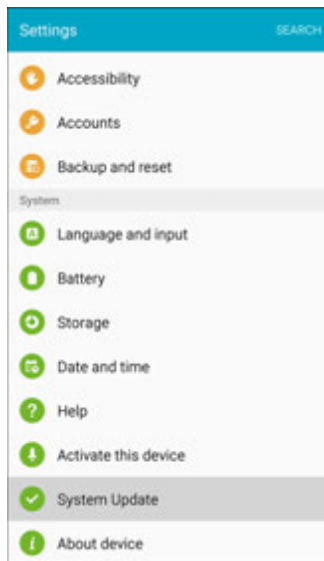 Settings
SEARCH
Accessibility
Accounts
Backup and reset
System
Language and input
Battery
Storage
Date and time
Help
Activate this device
System Update
About device